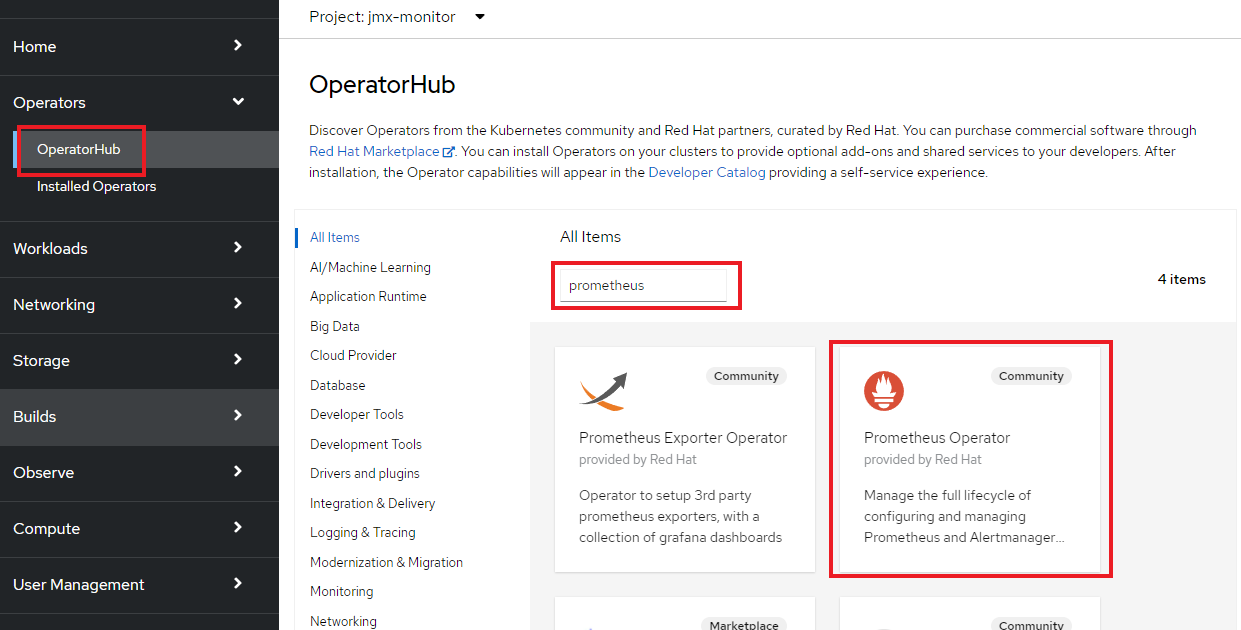 Project: jmx-monitor
Home
Operators
OperatorHub
Installed Operators
Workloads
Networking
Storage
Builds
Observe
Compute
User Management
OperatorHub
Discover Operators from the Kubernetes community and Red Hat partners, curated by Red Hat. You can purchase commercial software through
Red Hat Marketplace. You can install Operators on your clusters to provide optional add-ons and shared services to your developers. After
installation, the Operator capabilities will appear in the Developer Catalog providing a self-service experience.
All Items
AI/Machine Learning
Application Runtime
Big Data
Cloud Provider
Database
Developer Tools
Development Tools
Drivers and plugins
Integration & Delivery
Logging & Tracing
Modernization & Migration
Monitoring
Networking
All Items
prometheus
4 items
Community
Prometheus Exporter Operator
provided by Red Hat
Operator to setup 3rd party
prometheus exporters, with a
collection of grafana dashboards
Community
Prometheus Operator
provided by Red Hat
Manage the full lifecycle of
configuring and managing
Prometheus and Alertmanager...
Marketplace
Community